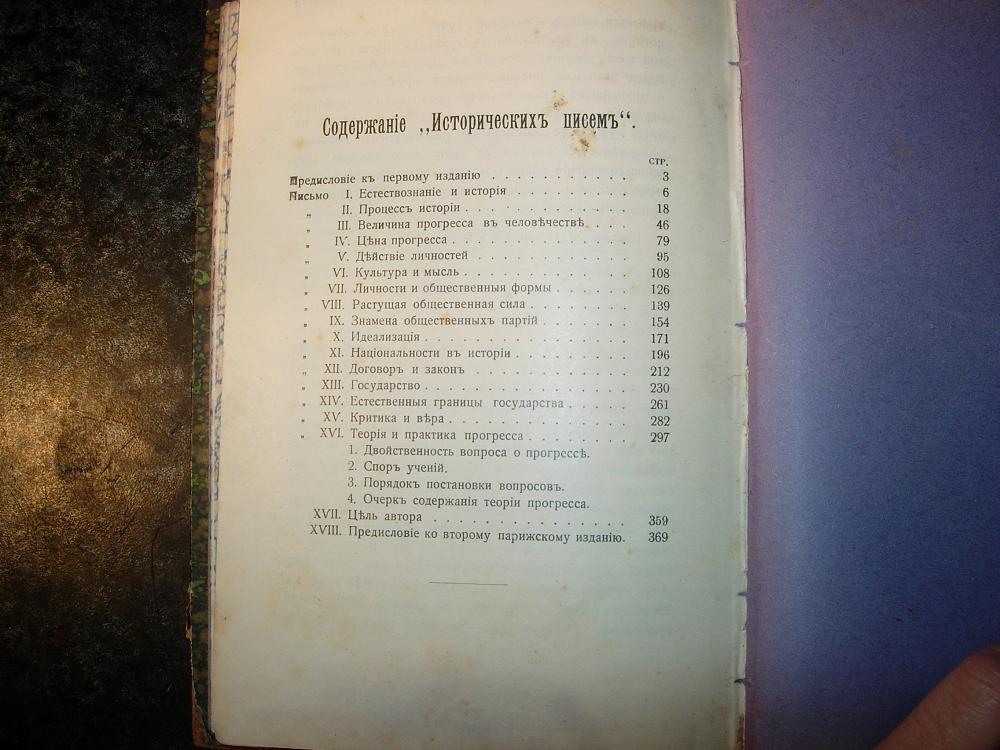 Содержаніе „Историческихъ писемъ“.
СТР.
Предисловіе къ первому изданію . . . . . . . . . . . 3
Письмо I. Естествознаніе и исторія . . . . . . . . . 6
„ II. Процессъ исторіи . . . . . . . . . . . . . 18
„ III. Величина прогресса въ человѣчествѣ . . . 46
„ IV. Цѣна прогресса . . . . . . . . . . . . . . 79
„ V. Дѣйствіе личностей . . . . . . . . . . . . 95
„ VI. Культура и мысль . . . . . . . . . . . . . 108
„ VII. Личности и общественныя формы . . . . . . 126
„ VIII. Растущая общественная сила . . . . . . . . 139
„ IX. Знамена общественныхъ партій . . . . . . . 154
„ X. Идеализація . . . . . . . . . . . . . . . . 171
„ XI. Національности въ исторіи . . . . . . . . . 196
„ XII. Договоръ и законъ . . . . . . . . . . . . 212
„ XIII. Государство . . . . . . . . . . . . . . . . 230
„ XIV. Естественныя границы государства . . . . . 261
„ XV. Критика и вѣра . . . . . . . . . . . . . . 282
„ XVI. Теорія и практика прогресса . . . . . . . . 297
1. Двойственность вопроса о прогрессѣ.
2. Споръ ученій.
3. Порядокъ постановки вопросовъ.
4. Очеркъ содержанія теоріи прогресса.
XVII. Цѣль автора . . . . . . . . . . . . . . . 359
XVIII. Предисловіе ко второму парижскому изданію. 369